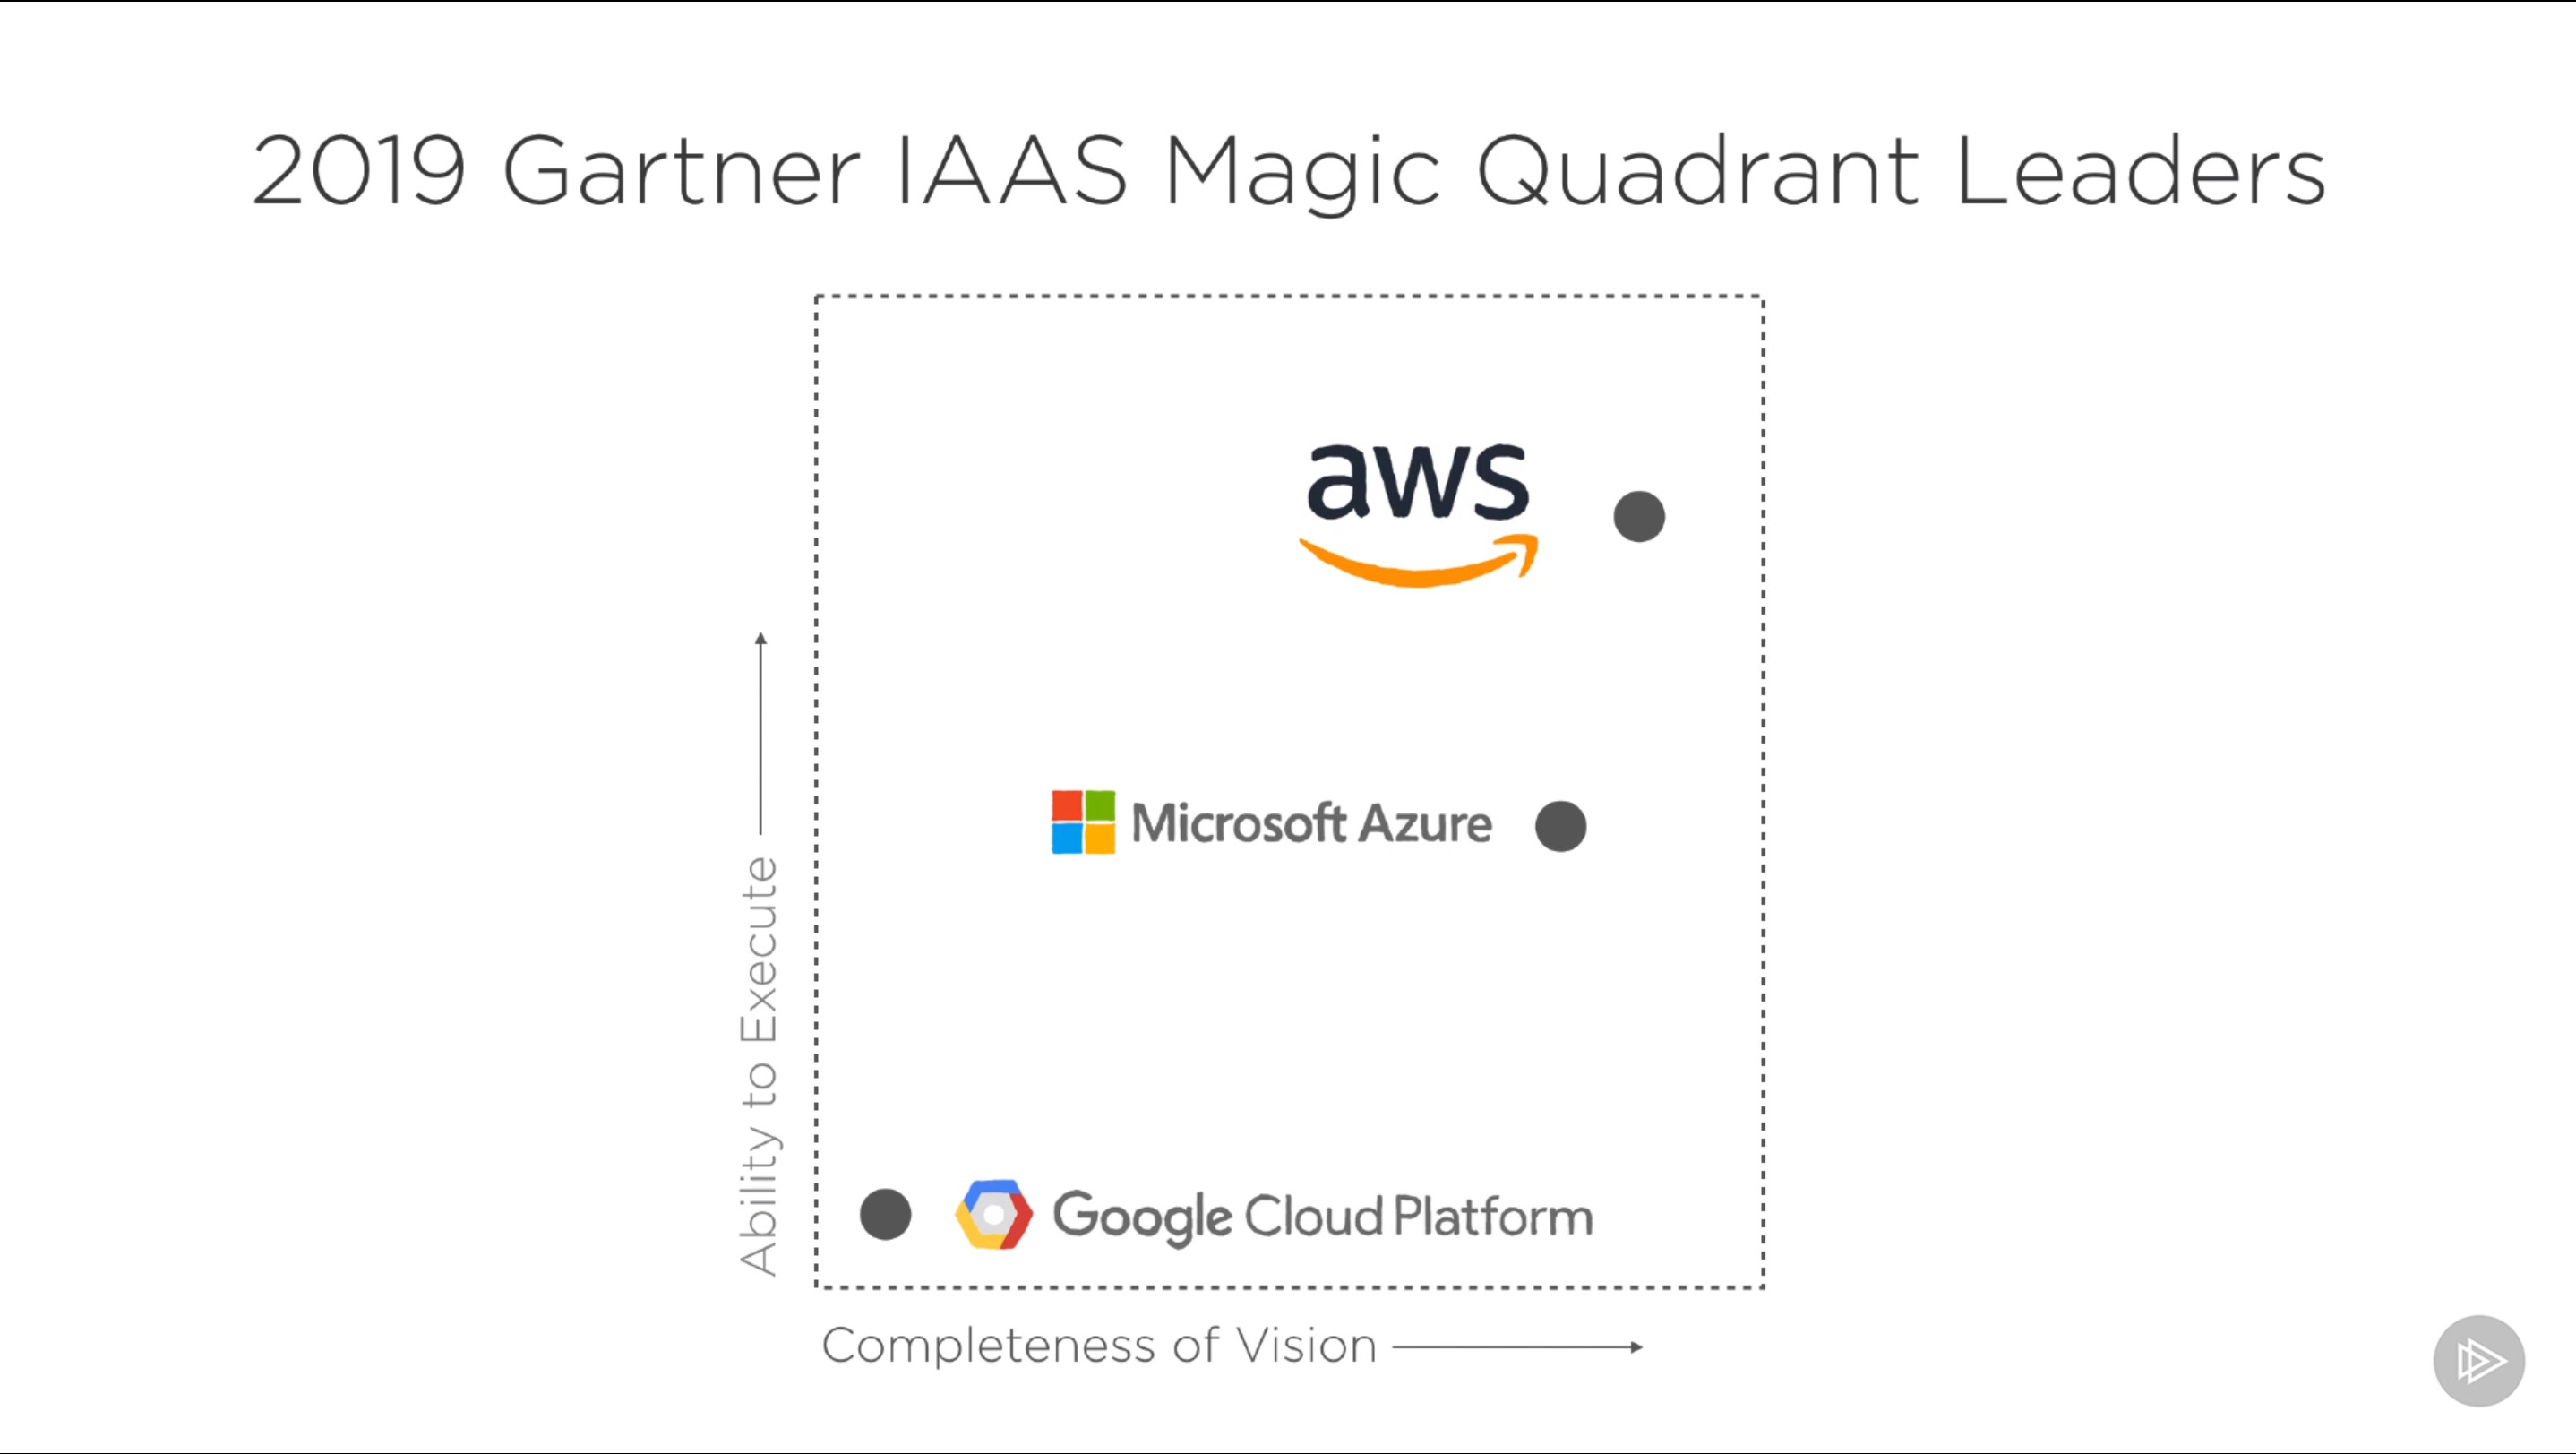 2019 Gartner IAAS Magic Quadrant Leaders
aws
Microsoft Azure
Google Cloud Platform
Ability to Execute
Completeness of Vision